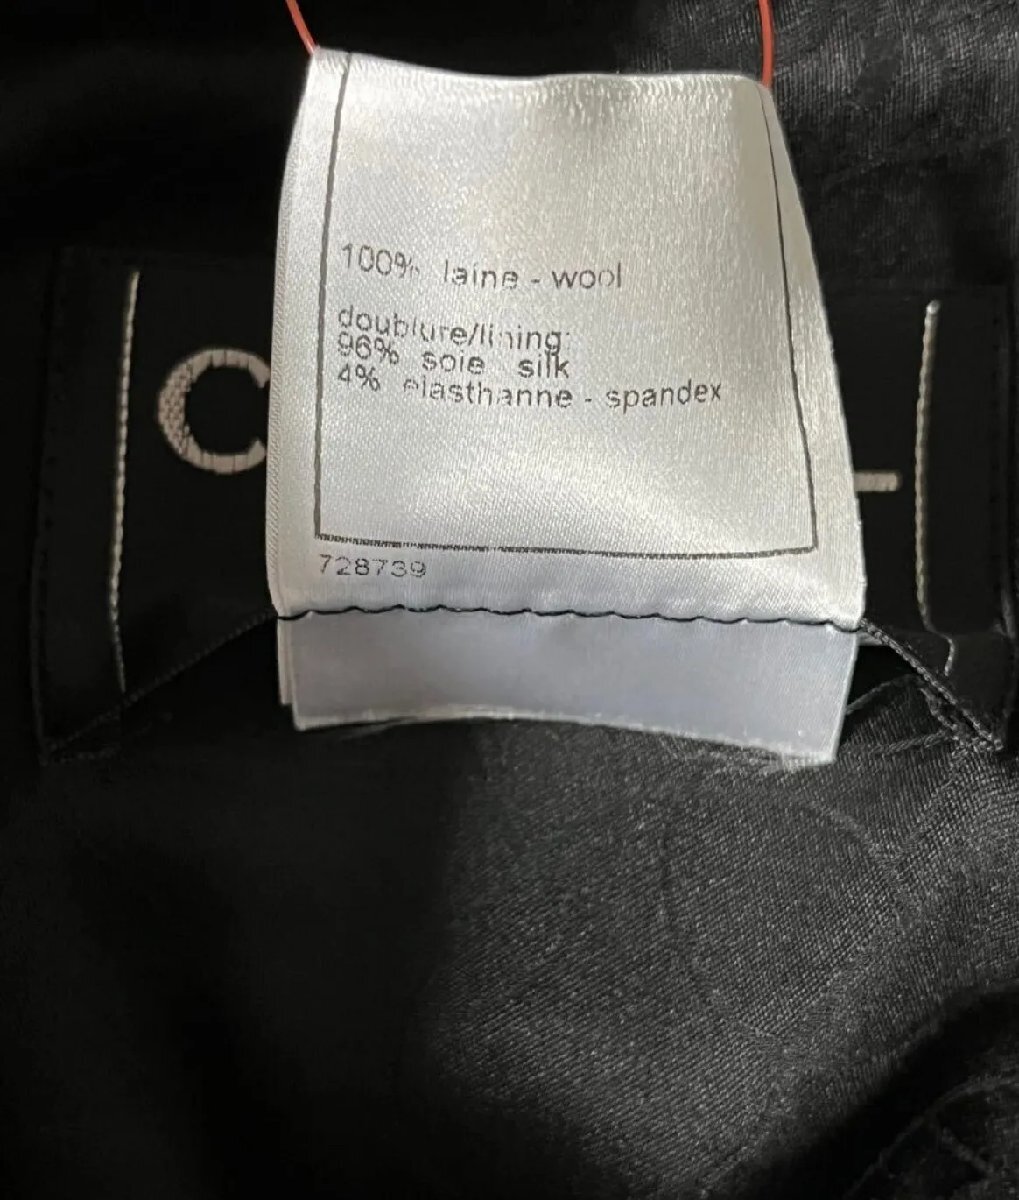 100% laine - wool
doublure/lining:
96% soie silk
4% elasthanne - spandex
728739
C